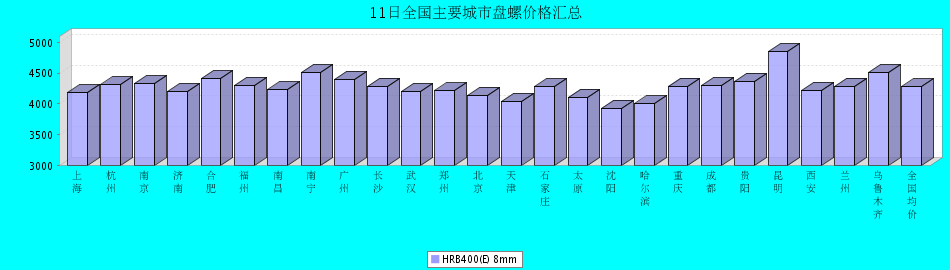 11日全国主要城市盘螺价格汇总
5000
4500
4000
3500
3000
上海
杭州
南京
济南
合肥
福州
南昌
南宁
广州
长沙
武汉
郑州
北京
天津
石家庄
太原
沈阳
哈尔滨
重庆
成都
贵阳
昆明
西安
兰州
乌鲁木齐
全国均价
HRB400(E) 8mm